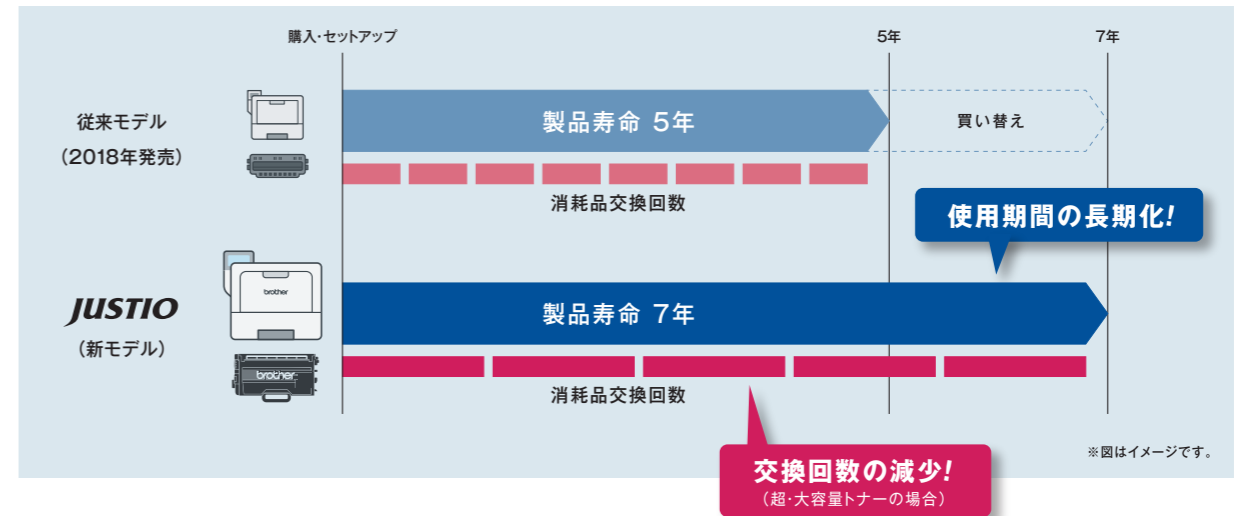 購入・セットアップ
5年
7年
従来モデル
（2018年発売）
製品寿命 5年
買い替え
消耗品交換回数
使用期間の長期化!
brother
JUSTIO
（新モデル）
製品寿命 7年
brother
消耗品交換回数
※図はイメージです。
交換回数の減少!
（超・大容量トナーの場合）